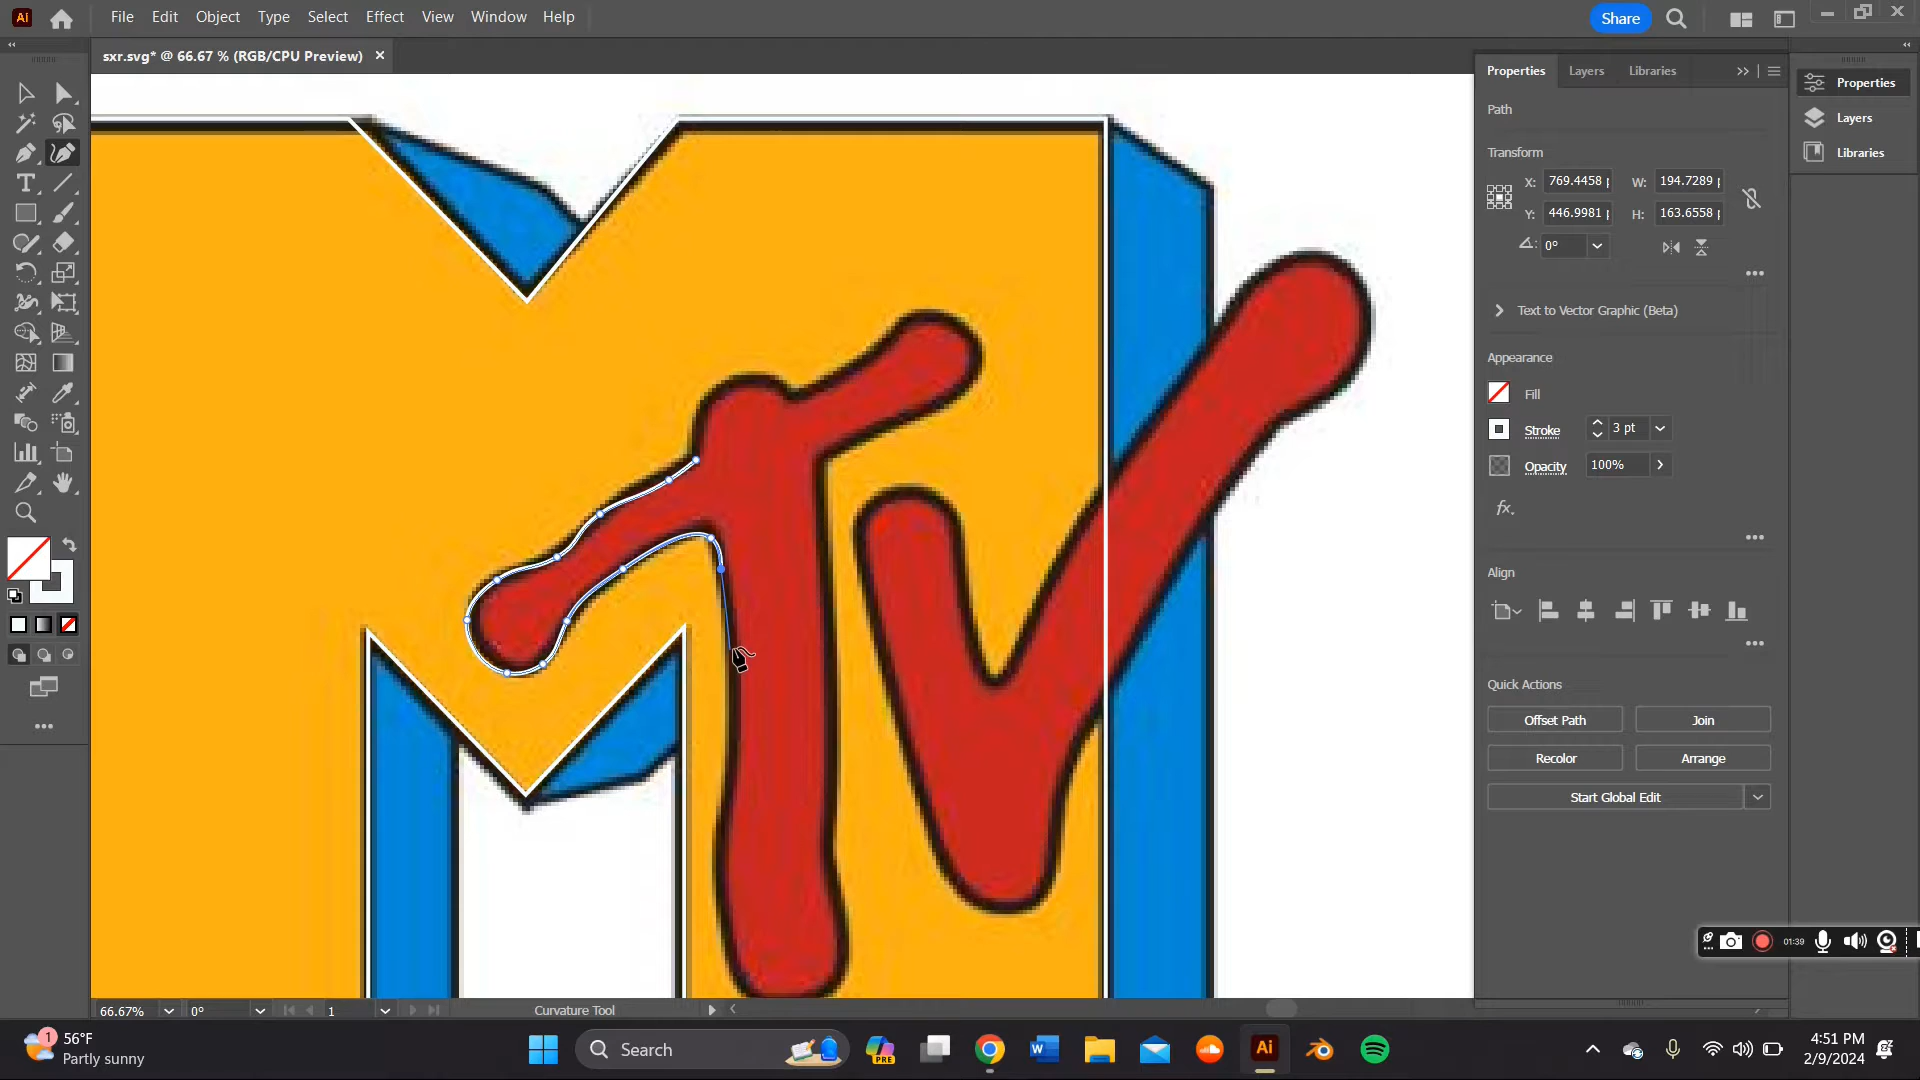 Ai File Edit Object Type Select Effect View Window Help Share
sxr.svg* @ 66.67 % (RGB/CPU Preview) ×
Properties Layers Libraries
Properties
Layers
Libraries
Path
Transform
X: 769.4458 p W: 194.7289 p
Y: 446.9981 p H: 163.6558 p
0°
Text to Vector Graphic (Beta)
Appearance
Fill
Stroke 3 pt
Opacity 100%
fx.
Align
Quick Actions
Offset Path Join
Recolor Arrange
Start Global Edit
TV
01:39
66.67% 0° 1 Curvature Tool
1 56°F
Partly sunny
Search
PRE
W
Ai
4:51 PM
2/9/2024